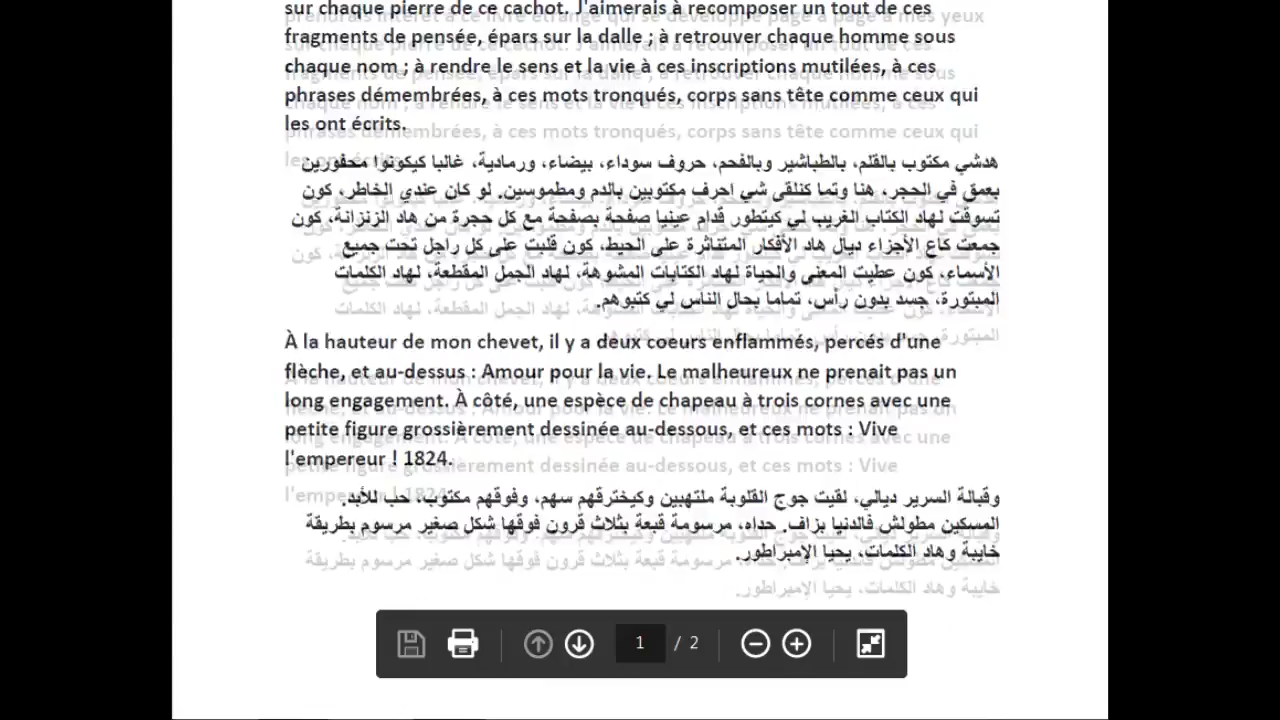 sur chaque pierre de ce cachot. J'aimerais à recomposer un tout de ces
fragments de pensée, épars sur la dalle ; à retrouver chaque homme sous
chaque nom ; à rendre le sens et la vie à ces inscriptions mutilées, à ces
phrases démembrées, à ces mots tronqués, corps sans tête comme ceux qui
les ont écrits.
هدشي مكتوب بالقلم، بالطباشير وبالفحم، حروف سوداء، بيضاء، ورمادية، غالبا كيكونوا محفورين
بعمق في الحجر، هنا وتما كنلقى شي احرف مكتوبين بالدم ومطموسين. لو كان عندي الخاطر، كون
تسوقت لهاد الكتاب الغريب لي كيتطور قدام عينيا صفحة بصفحة مع كل حجرة من هاد الزنزانة، كون
جمعت كاع الأجزاء ديال هاد الأفكار المتناثرة على الحيط، كون قلبت على كل راجل تحت جميع
الأسماء، كون عطيت المعنى والحياة لهاد الكتابات المشوهة، لهاد الجمل المقطعة، لهاد الكلمات
المبتورة، جسد بدون رأس، تماما بحال الناس لي كتبوهم.
À la hauteur de mon chevet, il y a deux coeurs enflammés, percés d'une
flèche, et au-dessus : Amour pour la vie. Le malheureux ne prenait pas un
long engagement. À côté, une espèce de chapeau à trois cornes avec une
petite figure grossièrement dessinée au-dessous, et ces mots : Vive
l'empereur ! 1824.
وقبالة السرير ديالي، لقيت جوج القلوبة ملتهبين وكيخترقهم سهم، وفوقهم مكتوب، حب للأبد.
المسكين مطولش فالدنيا بزاف. حداه، مرسومة قبعة بثلاث قرون فوقها شكل صغير مرسوم بطريقة
خايبة وهاد الكلمات، يحيا الإمبراطور.
1 / 2